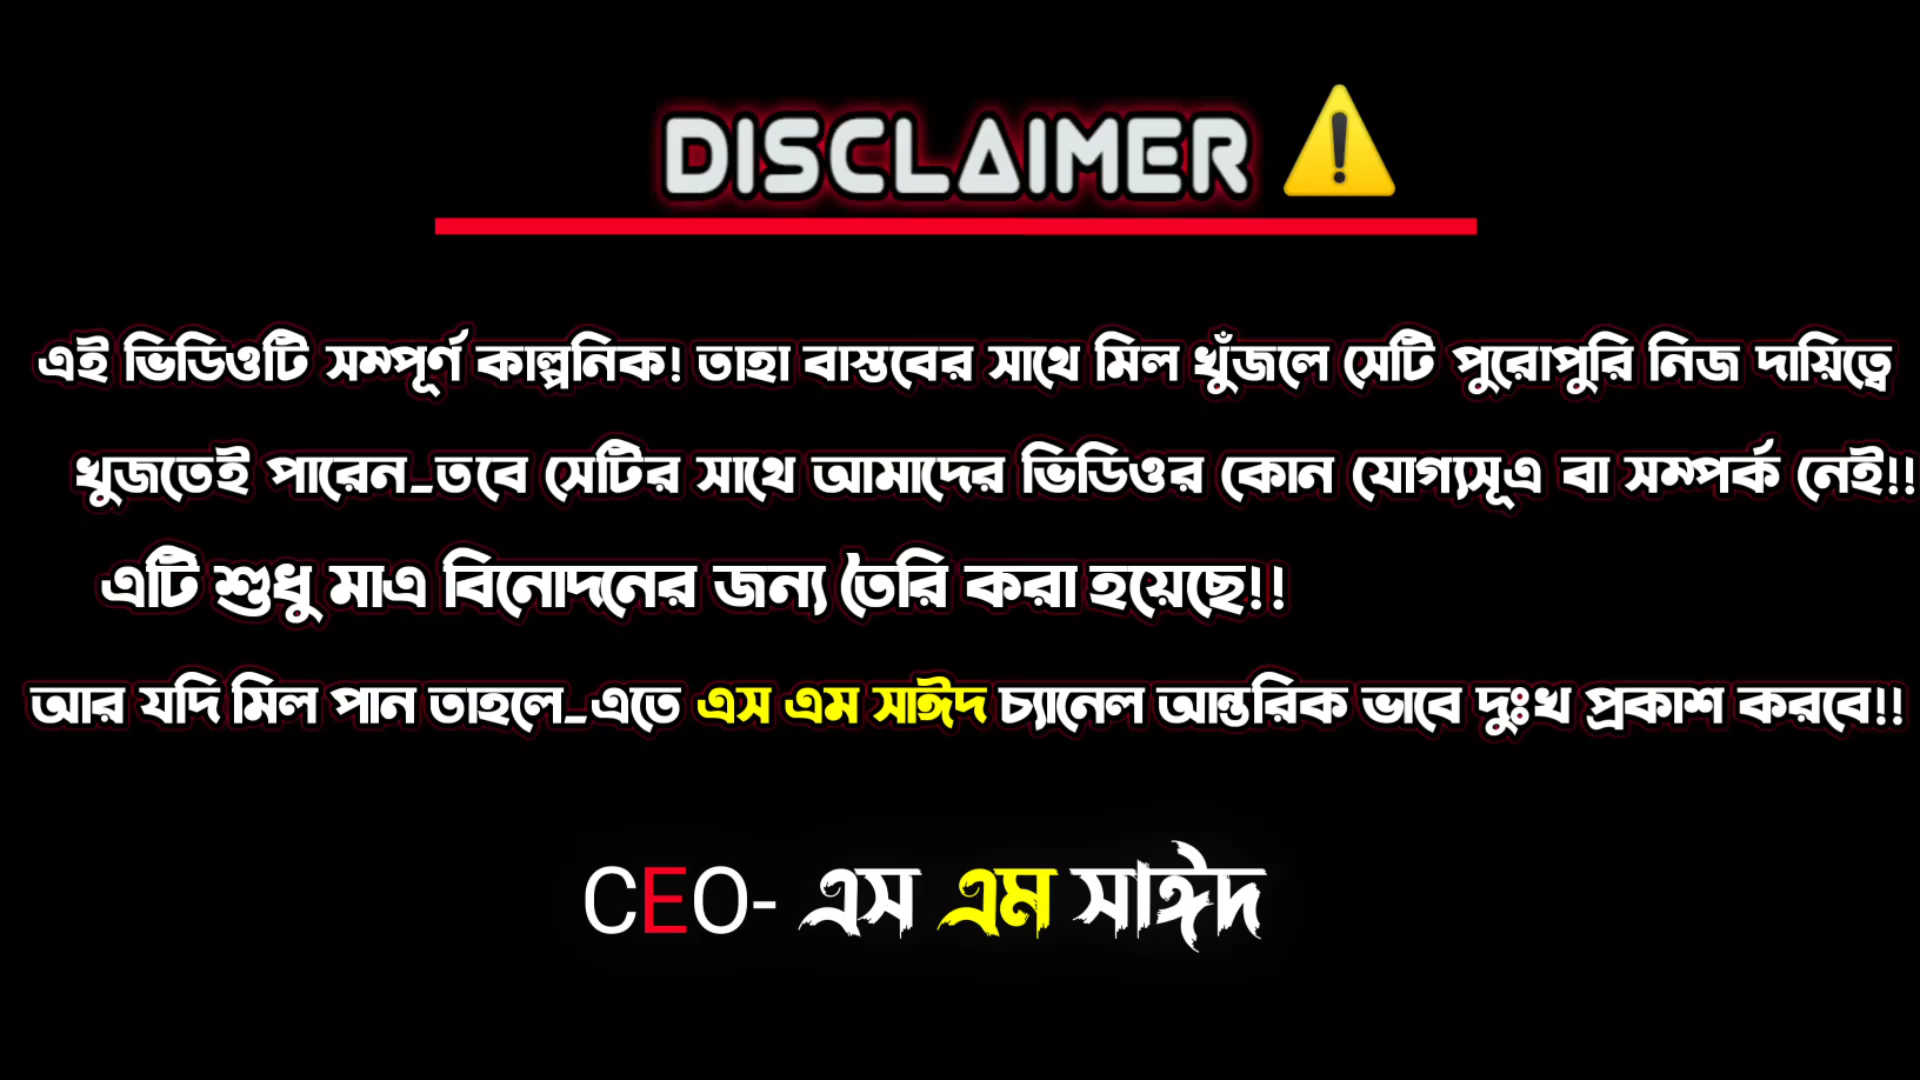 DISCLAIMER ⚠️
এই ভিডিওটি সম্পূর্ণ কাল্পনিক! তাহা বাস্তবের সাথে মিল খুঁজলে সেটি পুরোপুরি নিজ দায়িত্বে
খুজতেই পারেন_তবে সেটির সাথে আমাদের ভিডিওর কোন যোগ্যসূএ বা সম্পর্ক নেই!!
এটি শুধু মাএ বিনোদনের জন্য তৈরি করা হয়েছে!!
আর যদি মিল পান তাহলে_এতে এস এম সাঈদ চ্যানেল আন্তরিক ভাবে দুঃখ প্রকাশ করবে!!
CEO- এস এম সাঈদ